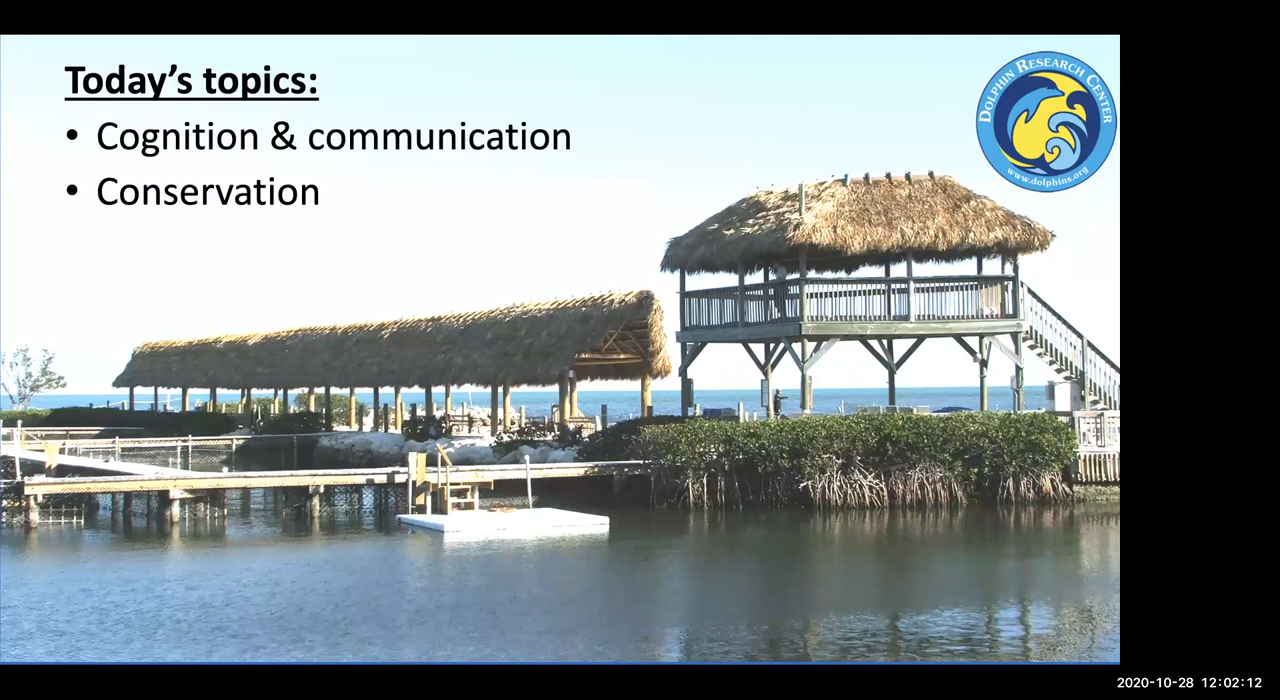 Today's topics:
• Cognition & communication
• Conservation
DOLPHIN RESEARCH CENTER
www.dolphins.org
2020-10-28 12:02:12